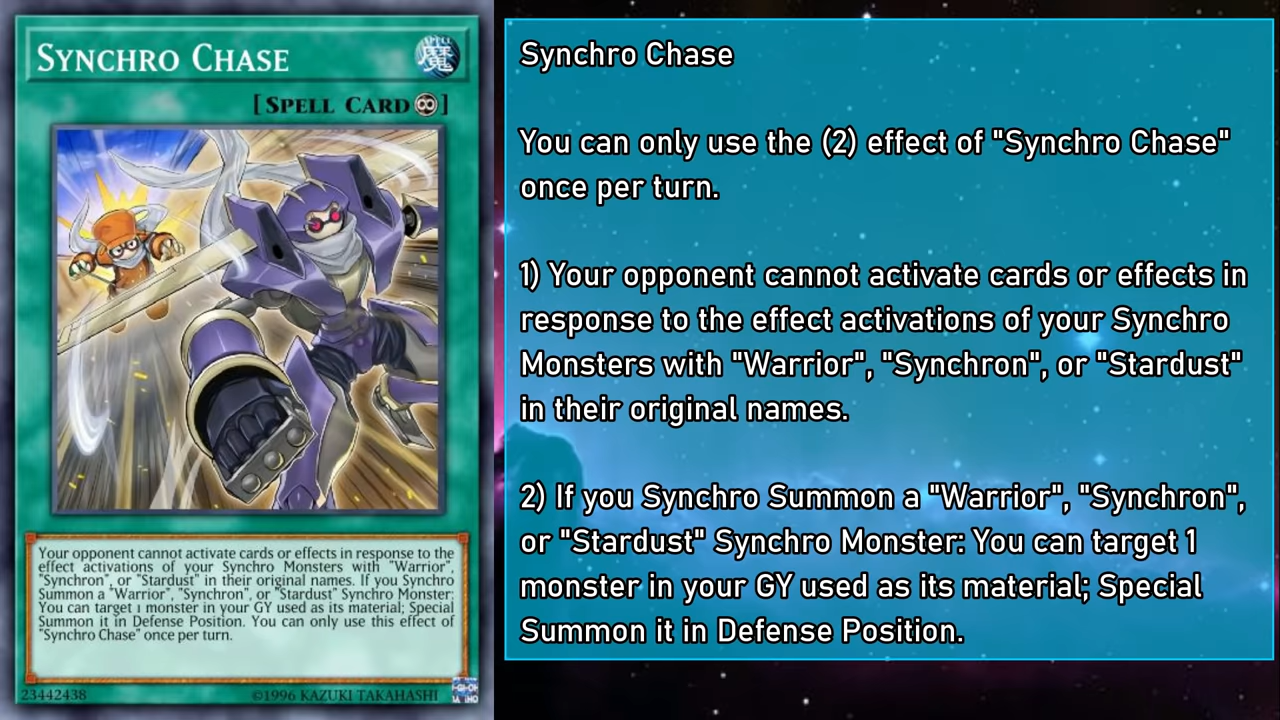 SYNCHRO CHASE
SPELL
魔
[SPELL CARD ]
Your opponent cannot activate cards or effects in response to the
effect activations of your Synchro Monsters with "Warrior",
"Synchron", or "Stardust" in their original names. If you Synchro
Summon a "Warrior", "Synchron", or "Stardust" Synchro Monster:
You can target 1 monster in your GY used as its material; Special
Summon it in Defense Position. You can only use this effect of
"Synchro Chase" once per turn.
23442438
©1996 KAZUKI TAKAHASHI
Synchro Chase
You can only use the (2) effect of "Synchro Chase"
once per turn.
1) Your opponent cannot activate cards or effects in
response to the effect activations of your Synchro
Monsters with "Warrior", "Synchron", or "Stardust"
in their original names.
2) If you Synchro Summon a "Warrior", "Synchron",
or "Stardust" Synchro Monster: You can target 1
monster in your GY used as its material; Special
Summon it in Defense Position.